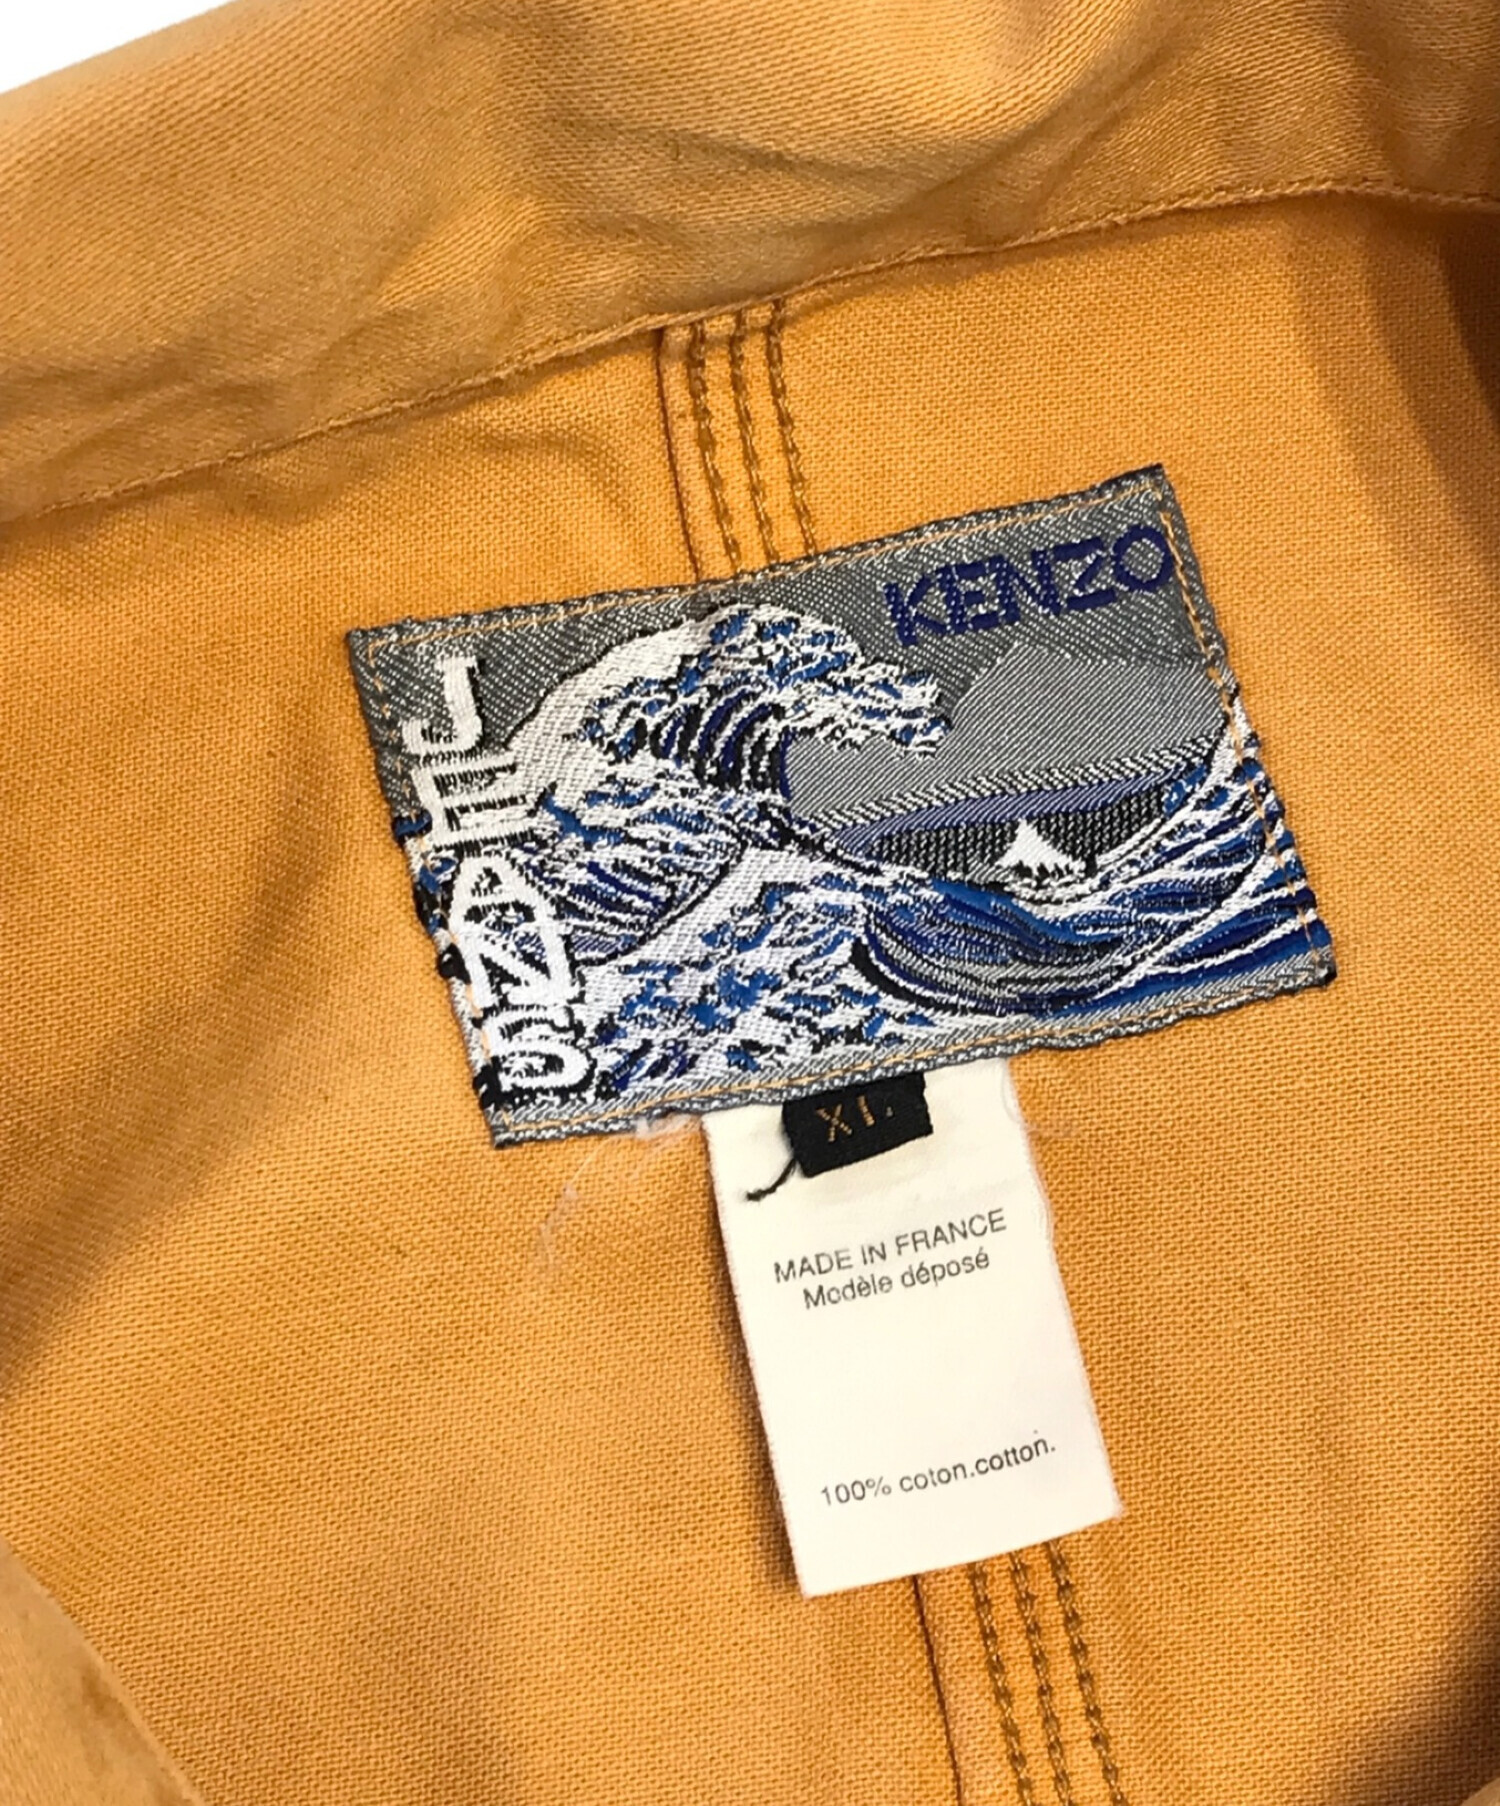 KENZO
JEANS
XL
MADE IN FRANCE
Modèle déposé
100% coton.cotton.